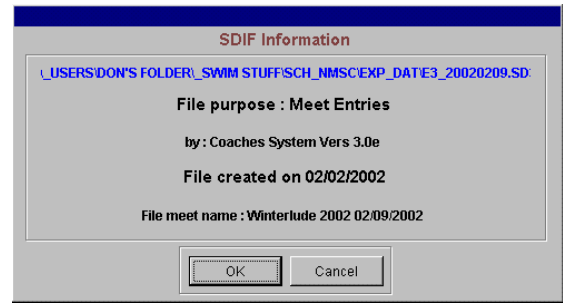 SDIF Information
\_USERS\DON'S FOLDER\_SWIM STUFF\SCH_NMSC\EXP_DAT\E3_20020209.SD
File purpose : Meet Entries
by : Coaches System Vers 3.0e
File created on 02/02/2002
File meet name : Winterlude 2002 02/09/2002
OK Cancel